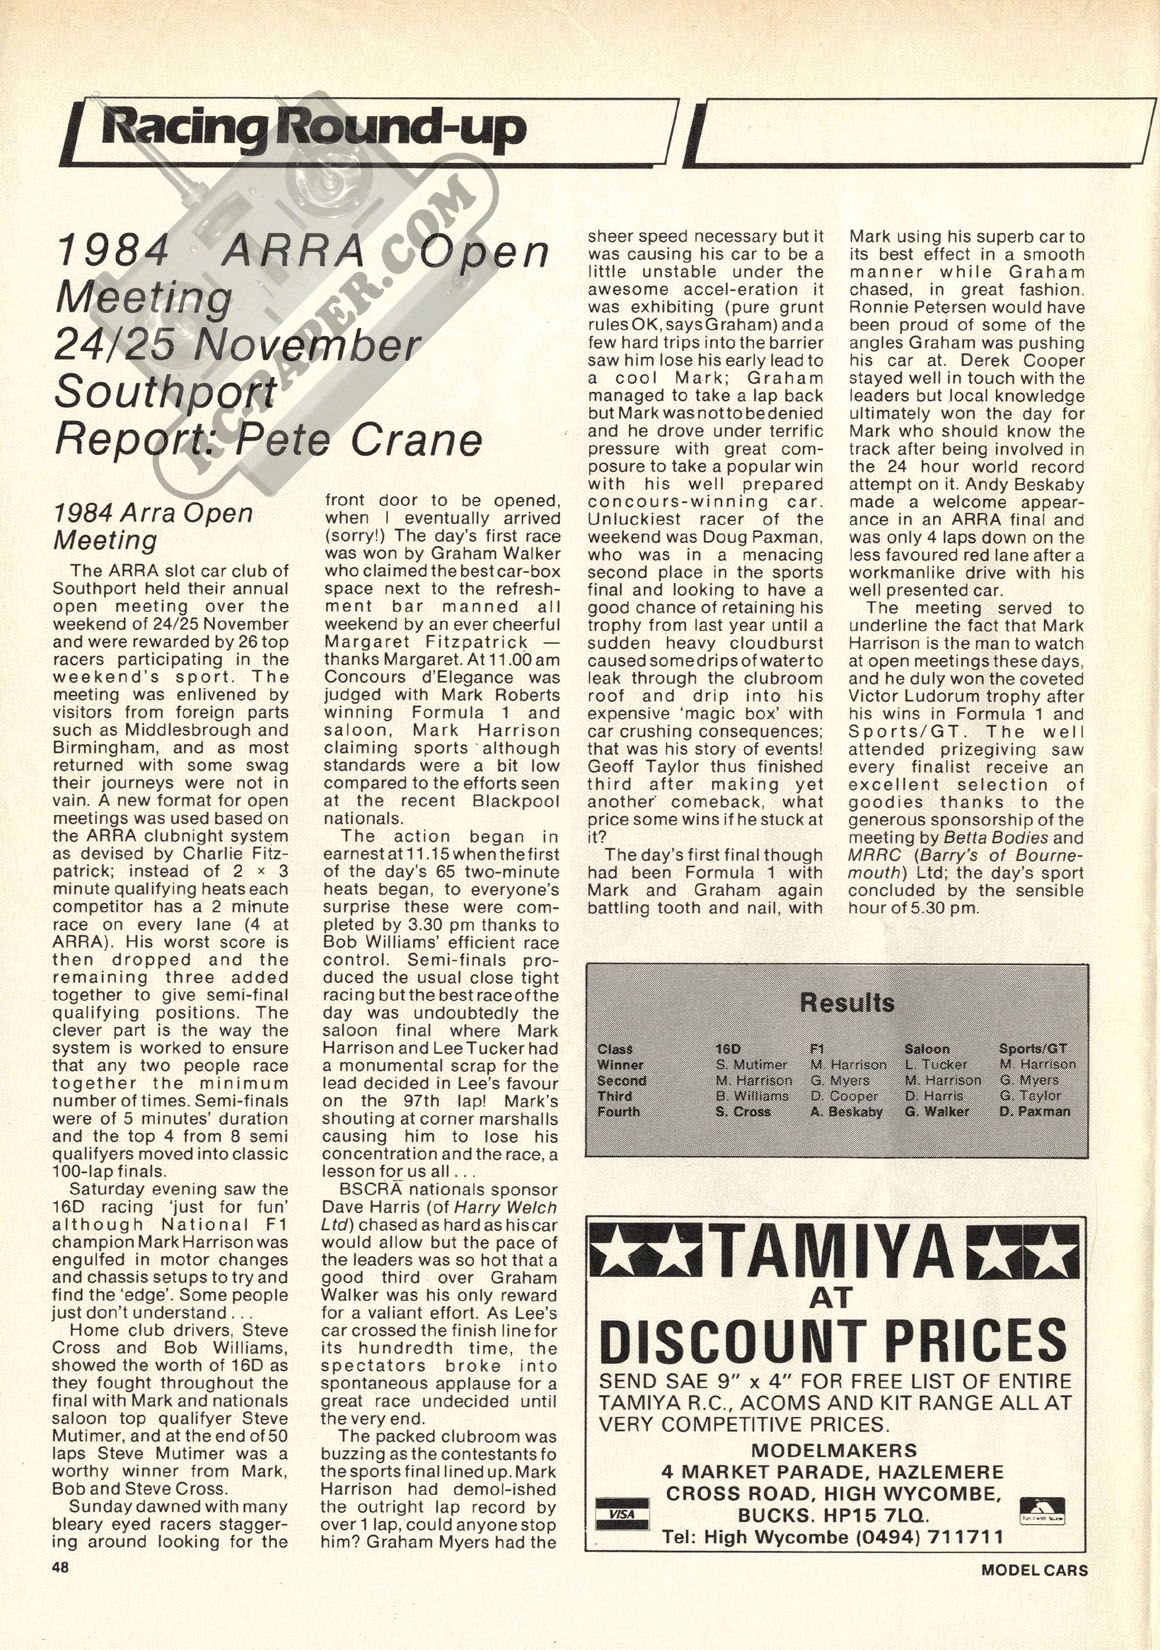 Racing Round-up
1984 ARRA Open
Meeting
24/25 November
Southport
Report: Pete Crane
1984 Arra Open
Meeting
The ARRA slot car club of
Southport held their annual
open meeting over the
weekend of 24/25 November
and were rewarded by 26 top
racers participating in the
weekend's sport. The
meeting was enlivened by
visitors from foreign parts
such as Middlesbrough and
Birmingham, and as most
returned with some swag
their journeys were not in
vain. A new format for open
meetings was used based on
the ARRA clubnight system
as devised by Charlie Fitz-
patrick; instead of 2 × 3
minute qualifying heats each
competitor has a 2 minute
race on every lane (4 at
ARRA). His worst score is
then dropped and the
remaining three added
together to give semi-final
qualifying positions. The
clever part is the way the
system is worked to ensure
that any two people race
together the minimum
number of times. Semi-finals
were of 5 minutes' duration
and the top 4 from 8 semi
qualifyers moved into classic
100-lap finals.
Saturday evening saw the
16D racing 'just for fun'
although National F1
champion Mark Harrison was
engulfed in motor changes
and chassis setups to try and
find the 'edge'. Some people
just don't understand . . .
Home club drivers, Steve
Cross and Bob Williams,
showed the worth of 16D as
they fought throughout the
final with Mark and nationals
saloon top qualifyer Steve
Mutimer, and at the end of 50
laps Steve Mutimer was a
worthy winner from Mark,
Bob and Steve Cross.
Sunday dawned with many
bleary eyed racers stagger-
ing around looking for the
front door to be opened,
when I eventually arrived
(sorry!) The day's first race
was won by Graham Walker
who claimed the best car-box
space next to the refresh-
ment bar manned all
weekend by an ever cheerful
Margaret Fitzpatrick —
thanks Margaret. At 11.00 am
Concours d'Elegance was
judged with Mark Roberts
winning Formula 1 and
saloon, Mark Harrison
claiming sports although
standards were a bit low
compared to the efforts seen
at the recent Blackpool
nationals.
The action began in
earnest at 11.15 when the first
of the day's 65 two-minute
heats began, to everyone's
surprise these were com-
pleted by 3.30 pm thanks to
Bob Williams' efficient race
control. Semi-finals pro-
duced the usual close tight
racing but the best race of the
day was undoubtedly the
saloon final where Mark
Harrison and Lee Tucker had
a monumental scrap for the
lead decided in Lee's favour
on the 97th lap! Mark's
shouting at corner marshalls
causing him to lose his
concentration and the race, a
lesson for us all . . .
BSCRA nationals sponsor
Dave Harris (of Harry Welch
Ltd) chased as hard as his car
would allow but the pace of
the leaders was so hot that a
good third over Graham
Walker was his only reward
for a valiant effort. As Lee's
car crossed the finish line for
its hundredth time, the
spectators broke into
spontaneous applause for a
great race undecided until
the very end.
The packed clubroom was
buzzing as the contestants fo
the sports final lined up. Mark
Harrison had demol-ished
the outright lap record by
over 1 lap, could anyone stop
him? Graham Myers had the
sheer speed necessary but it
was causing his car to be a
little unstable under the
awesome accel-eration it
was exhibiting (pure grunt
rules OK, says Graham) and a
few hard trips into the barrier
saw him lose his early lead to
a cool Mark; Graham
managed to take a lap back
but Mark was not to be denied
and he drove under terrific
pressure with great com-
posure to take a popular win
with his well prepared
concours-winning car.
Unluckiest racer of the
weekend was Doug Paxman,
who was in a menacing
second place in the sports
final and looking to have a
good chance of retaining his
trophy from last year until a
sudden heavy cloudburst
caused some drips of water to
leak through the clubroom
roof and drip into his
expensive 'magic box' with
car crushing consequences;
that was his story of events!
Geoff Taylor thus finished
third after making yet
another comeback, what
price some wins if he stuck at
it?
The day's first final though
had been Formula 1 with
Mark and Graham again
battling tooth and nail, with
Mark using his superb car to
its best effect in a smooth
manner while Graham
chased, in great fashion.
Ronnie Petersen would have
been proud of some of the
angles Graham was pushing
his car at. Derek Cooper
stayed well in touch with the
leaders but local knowledge
ultimately won the day for
Mark who should know the
track after being involved in
the 24 hour world record
attempt on it. Andy Beskaby
made a welcome appear-
ance in an ARRA final and
was only 4 laps down on the
less favoured red lane after a
workmanlike drive with his
well presented car.
The meeting served to
underline the fact that Mark
Harrison is the man to watch
at open meetings these days,
and he duly won the coveted
Victor Ludorum trophy after
his wins in Formula 1 and
Sports/GT. The well
attended prizegiving saw
every finalist receive an
excellent selection of
goodies thanks to the
generous sponsorship of the
meeting by Betta Bodies and
MRRC (Barry's of Bourne-
mouth) Ltd; the day's sport
concluded by the sensible
hour of 5.30 pm.
Results
Class 16D F1 Saloon Sports/GT
Winner S. Mutimer M. Harrison L. Tucker M. Harrison
Second M. Harrison G. Myers M. Harrison G. Myers
Third B. Williams D. Cooper D. Harris G. Taylor
Fourth S. Cross A. Beskaby G. Walker D. Paxman
TAMIYA
AT
DISCOUNT PRICES
SEND SAE 9" x 4" FOR FREE LIST OF ENTIRE
TAMIYA R.C., ACOMS AND KIT RANGE ALL AT
VERY COMPETITIVE PRICES.
MODELMAKERS
4 MARKET PARADE, HAZLEMERE
CROSS ROAD, HIGH WYCOMBE,
BUCKS. HP15 7LQ.
Tel: High Wycombe (0494) 711711
VISA
48
MODEL CARS
RC-PAPER.COM